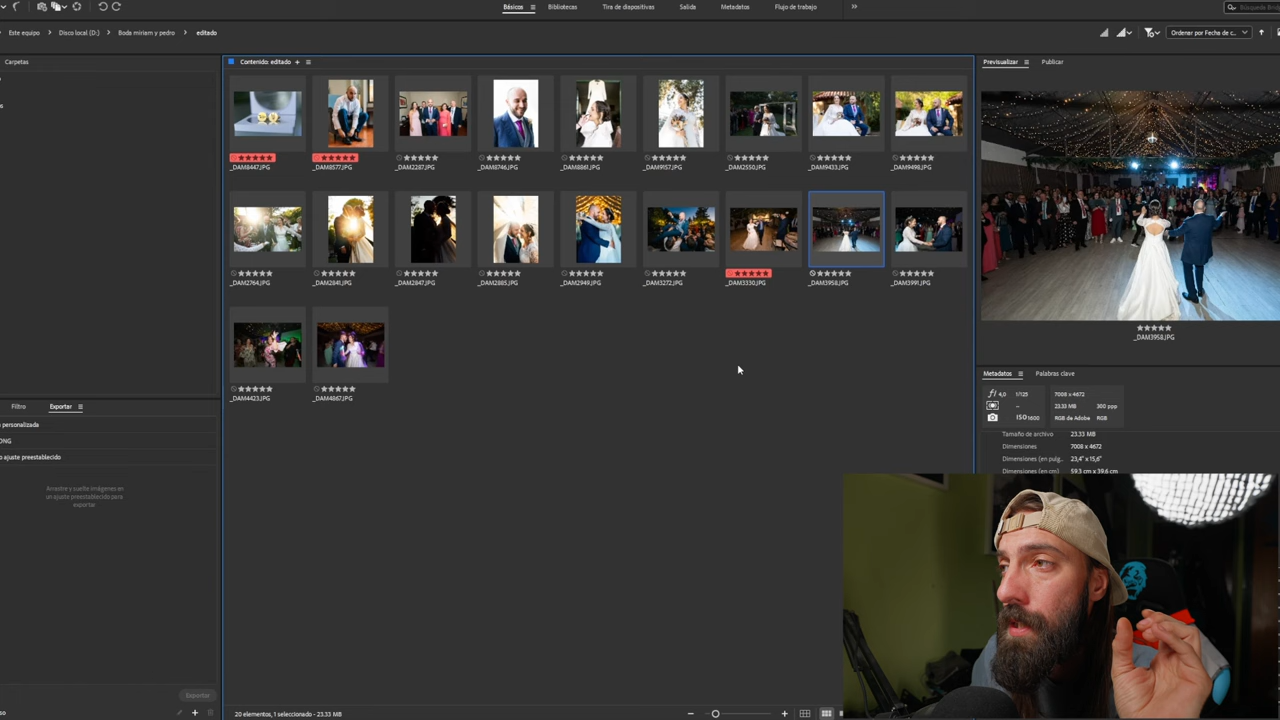 Básicos
Bibliotecas
Tira de diapositivas
Salida
Metadatos
Flujo de trabajo
Este equipo
Disco local (D:)
Boda miriam y pedro
editado
Ordenar por Fecha de c...
Carpetas
Contenido: editado
Previsualizar
Publicar
_DAM8447.JPG
_DAM8577.JPG
_DAM2287.JPG
_DAM8746.JPG
_DAM8861.JPG
_DAM9157.JPG
_DAM2550.JPG
_DAM9433.JPG
_DAM9498.JPG
_DAM2764.JPG
_DAM2841.JPG
_DAM2847.JPG
_DAM2885.JPG
_DAM2949.JPG
_DAM3272.JPG
_DAM3330.JPG
_DAM3958.JPG
_DAM3991.JPG
_DAM4423.JPG
_DAM4867.JPG
_DAM3958.JPG
Metadatos
Palabras clave
f/ 4,0
1/125
7008 x 4672
--
23.33 MB
300 ppp
ISO1600
RGB de Adobe
RGB
Tamaño de archivo
23.33 MB
Dimensiones
7008 x 4672
Dimensiones (en pulg...
23,4" x 15,6"
Dimensiones (en cm)
59,3 cm x 39,6 cm
Filtro
Exportar
personalizada
DNG
ajuste preestablecido
Arrastre y suelte imágenes en
un ajuste preestablecido para
exportar
Exportar
20 elementos, 1 seleccionado - 23.33 MB